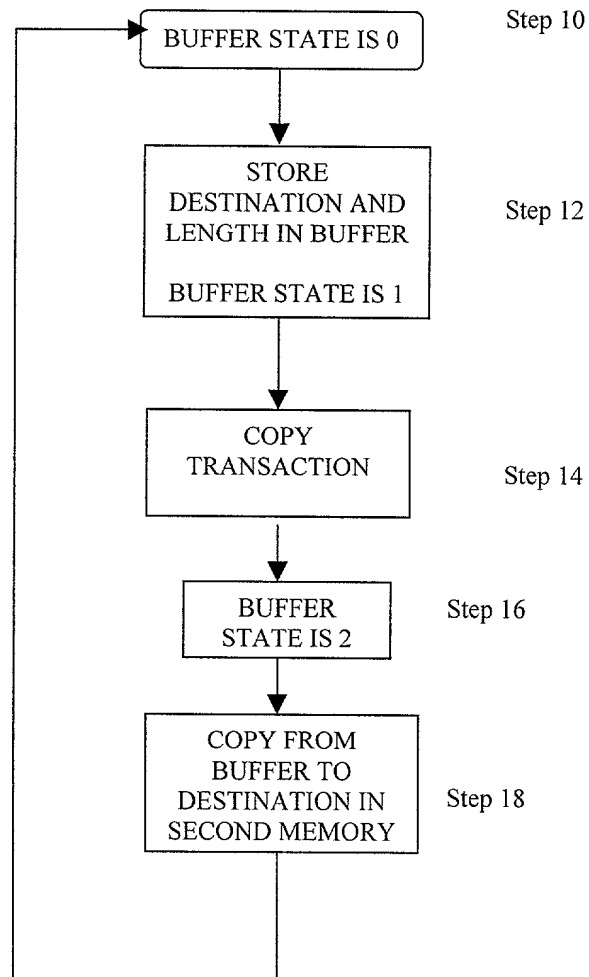 BUFFER STATE IS 0
Step 10
STORE
DESTINATION AND
LENGTH IN BUFFER
BUFFER STATE IS 1
Step 12
COPY
TRANSACTION
Step 14
BUFFER
STATE IS 2
Step 16
COPY FROM
BUFFER TO
DESTINATION IN
SECOND MEMORY
Step 18